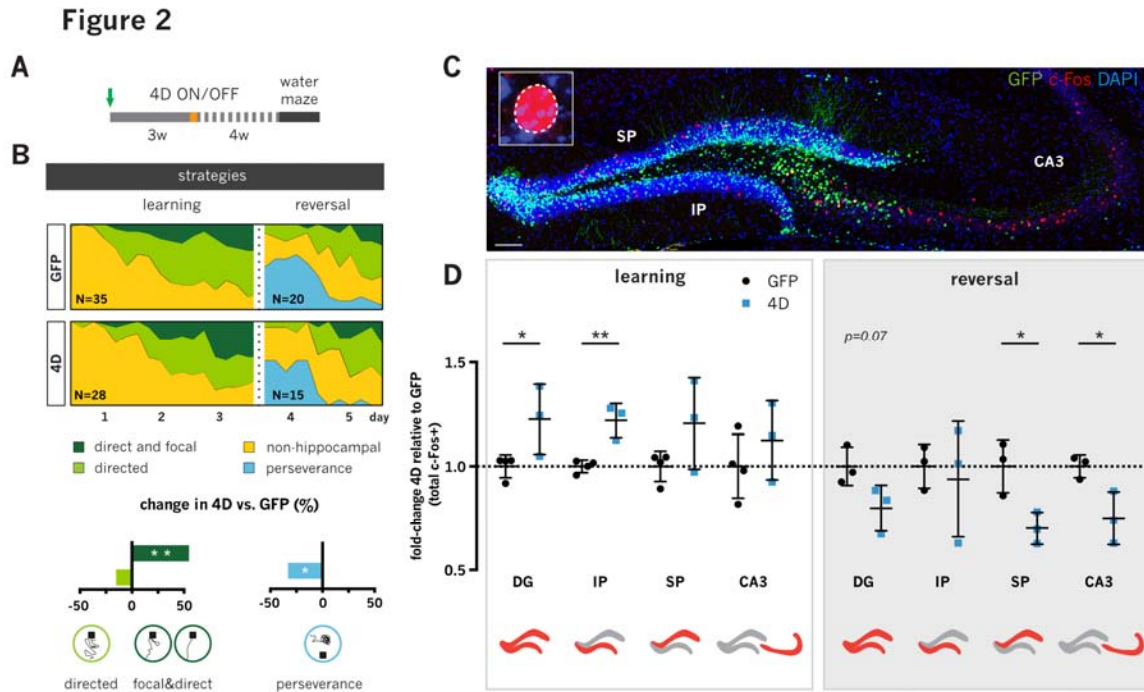 Figure 2
A
4D ON/OFF
water
maze
3w
4w
B
strategies
learning
reversal
GFP
N=35
N=20
4D
N=28
N=15
1
2
3
4
5
day
direct and focal
non-hippocampal
directed
perseverance
change in 4D vs. GFP (%)
* *
*
-50
0
50
-50
0
50
directed
focal&direct
perseverance
C
GFP c-Fos DAPI
SP
CA3
IP
D
learning
reversal
GFP
4D
*
**
p=0.07
*
*
1.5
1.0
0.5
fold-change 4D relative to GFP
(total c-Fos+)
DG
IP
SP
CA3
DG
IP
SP
CA3